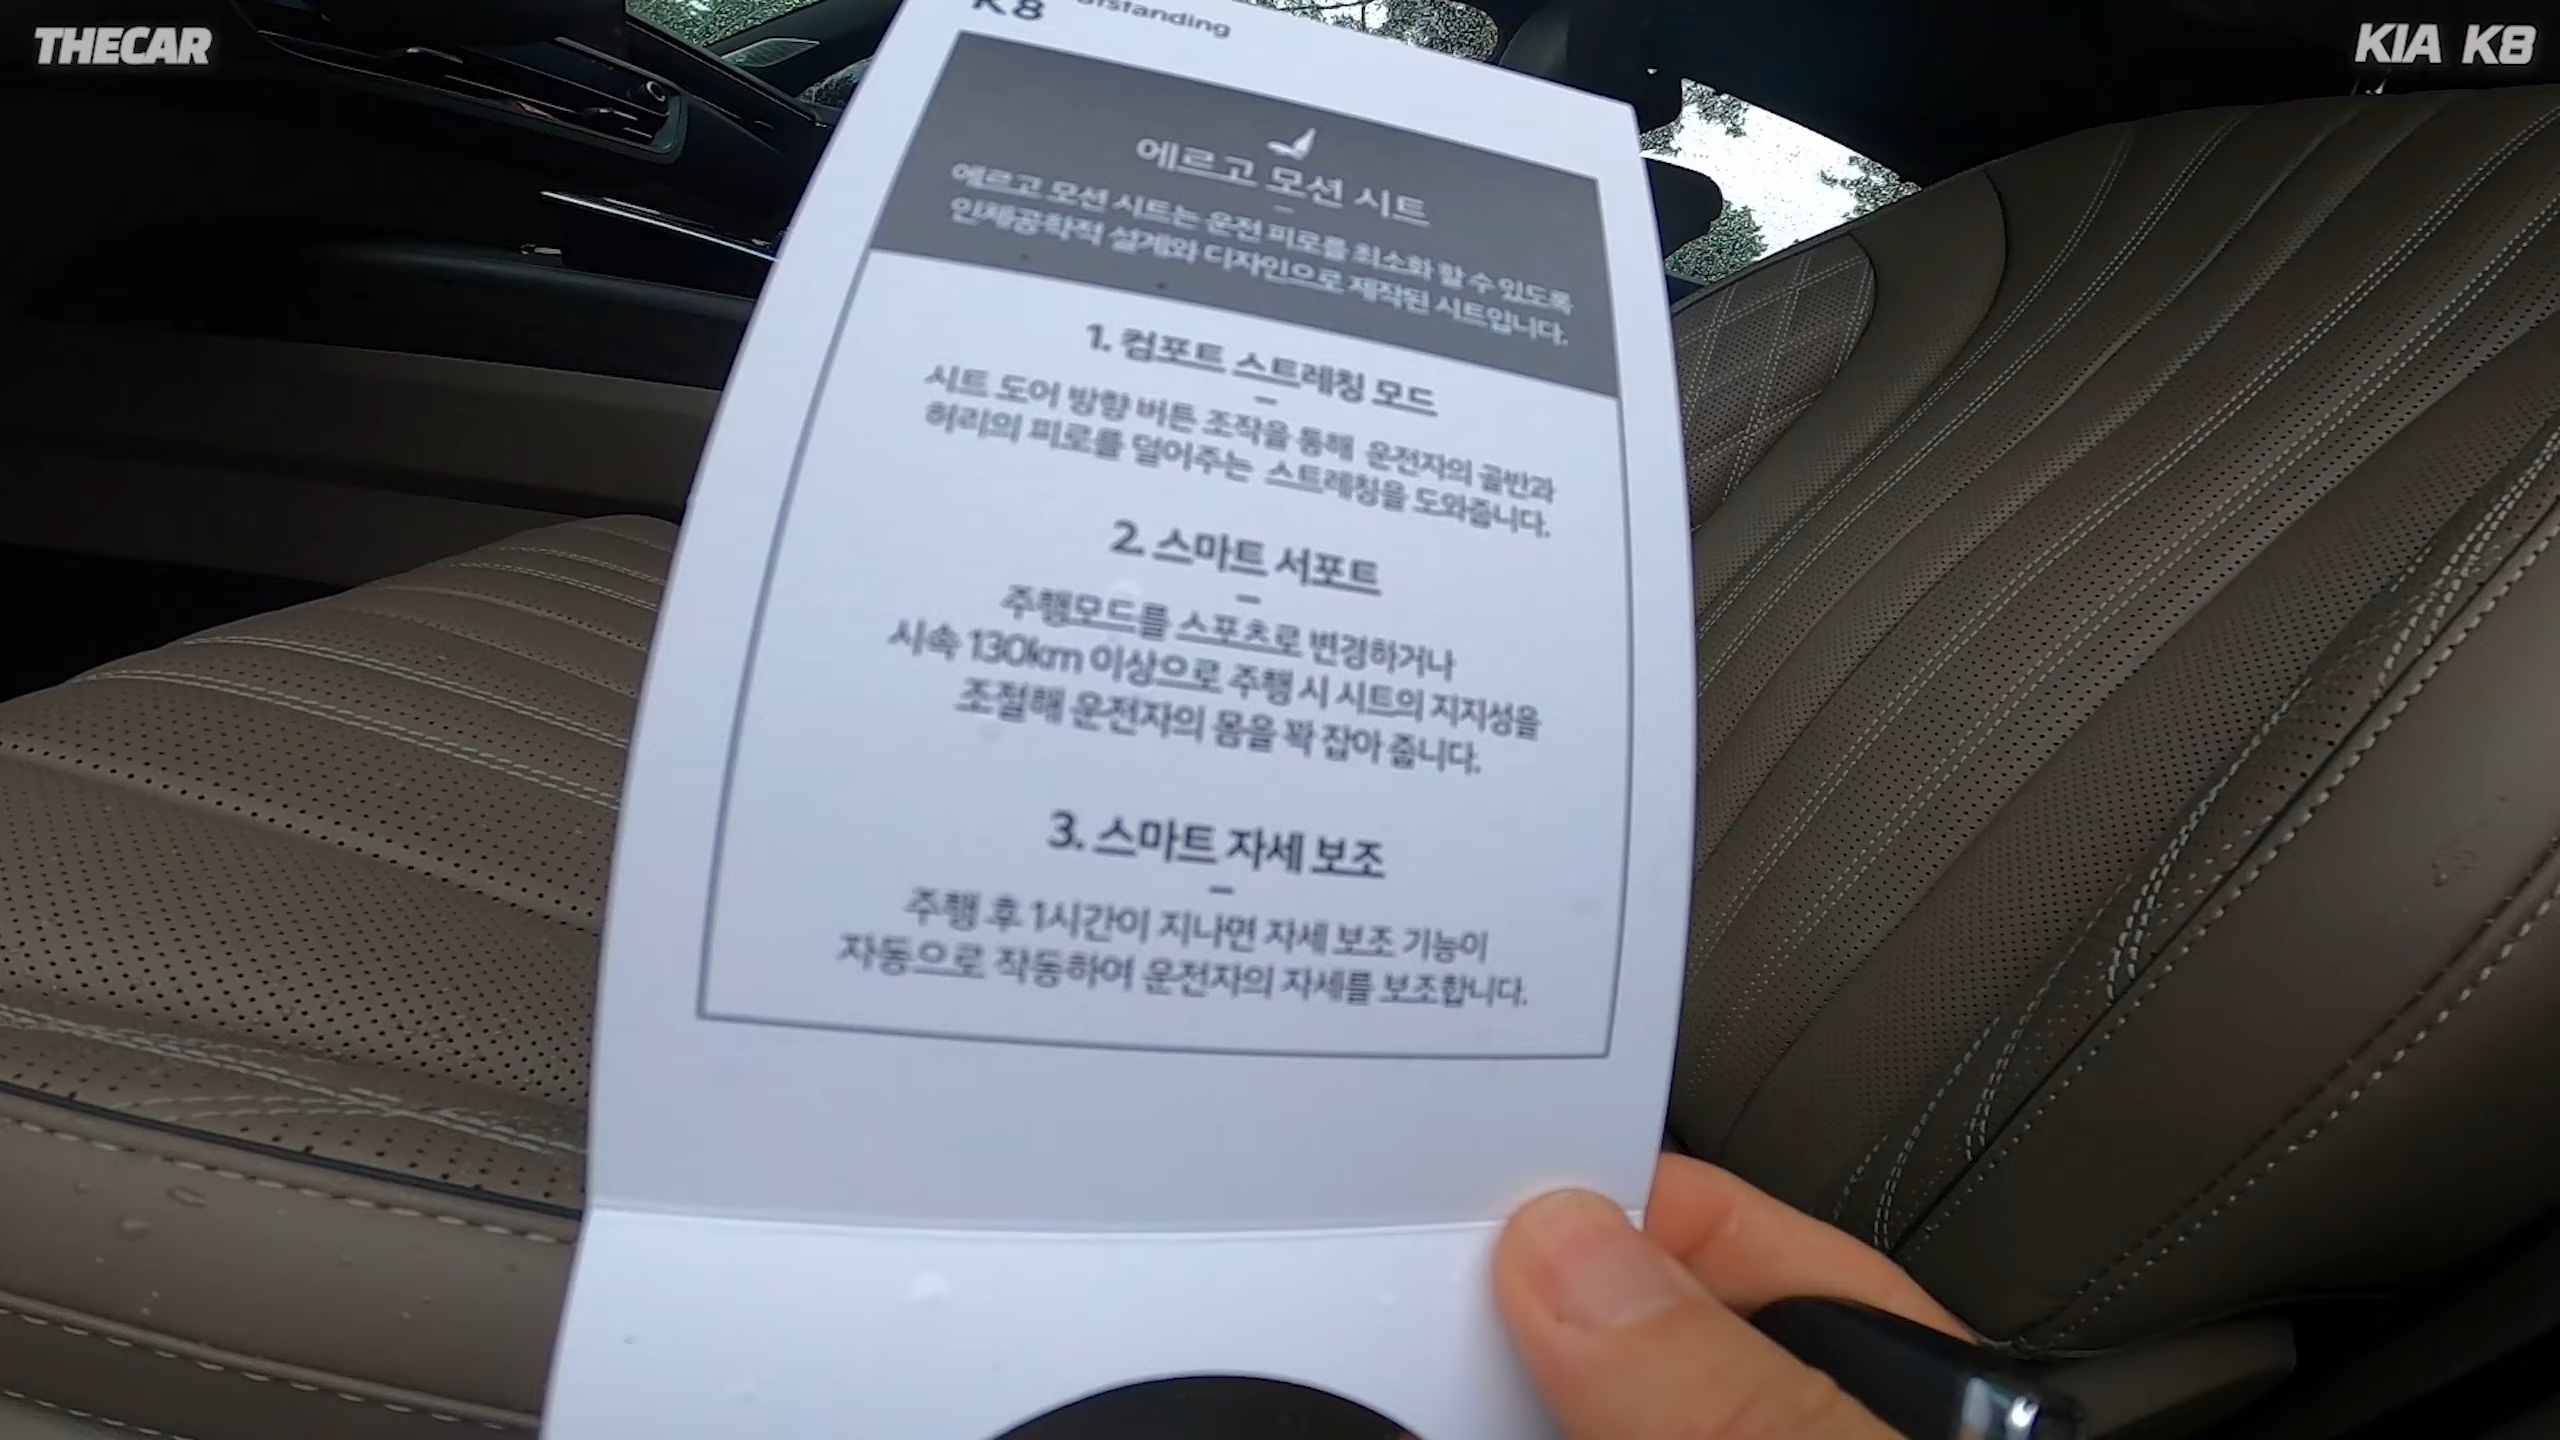 THECAR
KIA K8
K8
에르고 모션 시트
에르고 모션 시트는 운전 피로를 최소화 할 수 있도록
인체공학적 설계와 디자인으로 제작된 시트입니다.
1. 컴포트 스트레칭 모드
시트 도어 방향 버튼 조작을 통해 운전자의 골반과
허리의 피로를 덜어주는 스트레칭을 도와줍니다.
2. 스마트 서포트
주행모드를 스포츠로 변경하거나
시속 130km 이상으로 주행 시 시트의 지지성을
조절해 운전자의 몸을 꽉 잡아 줍니다.
3. 스마트 자세 보조
주행 후 1시간이 지나면 자세 보조 기능이
자동으로 작동하여 운전자의 자세를 보조합니다.